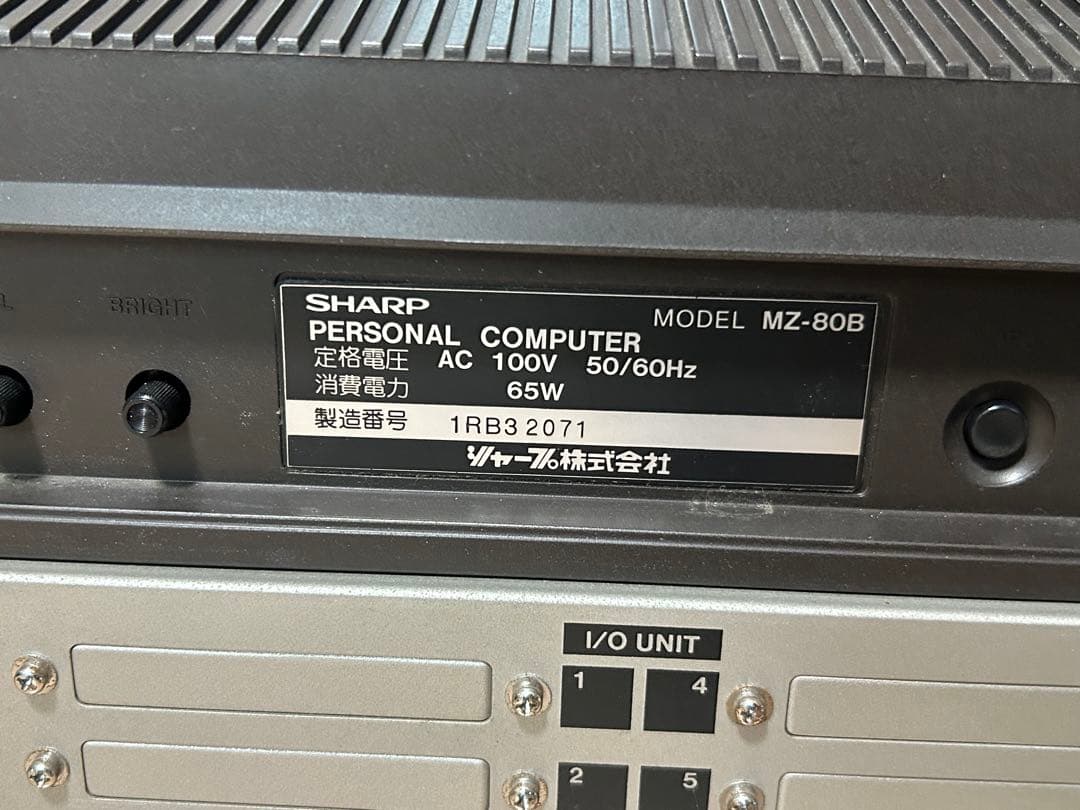 BRIGHT
SHARP
MODEL MZ-80B
PERSONAL COMPUTER
定格電圧 AC 100V 50/60Hz
消費電力 65W
製造番号 1RB3 2071
シャープ株式会社
I/O UNIT
1 4
2 5